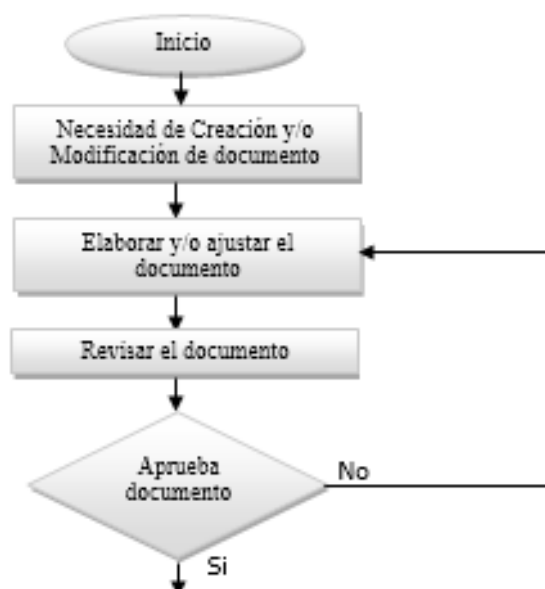 Inicio
Necesidad de Creación y/o
Modificación de documento
Elaborar y/o ajustar el
documento
Revisar el documento
Aprueba
documento
No
Si